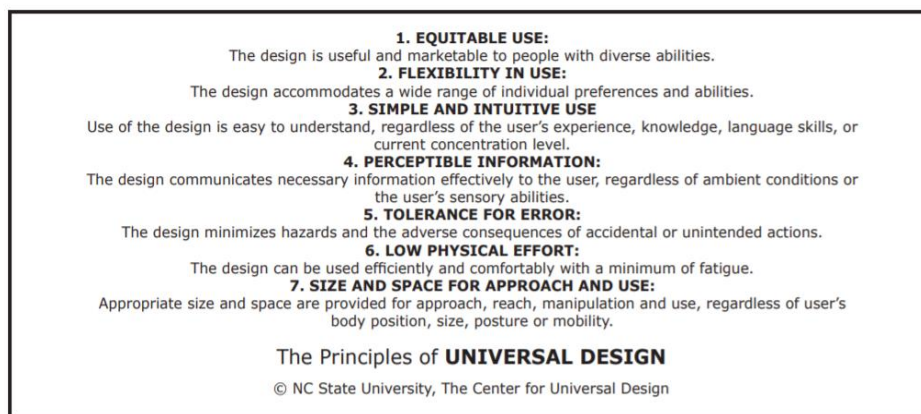 1. EQUITABLE USE:
The design is useful and marketable to people with diverse abilities.
2. FLEXIBILITY IN USE:
The design accommodates a wide range of individual preferences and abilities.
3. SIMPLE AND INTUITIVE USE
Use of the design is easy to understand, regardless of the user’s experience, knowledge, language skills, or
current concentration level.
4. PERCEPTIBLE INFORMATION:
The design communicates necessary information effectively to the user, regardless of ambient conditions or
the user’s sensory abilities.
5. TOLERANCE FOR ERROR:
The design minimizes hazards and the adverse consequences of accidental or unintended actions.
6. LOW PHYSICAL EFFORT:
The design can be used efficiently and comfortably with a minimum of fatigue.
7. SIZE AND SPACE FOR APPROACH AND USE:
Appropriate size and space are provided for approach, reach, manipulation and use, regardless of user’s
body position, size, posture or mobility.
The Principles of UNIVERSAL DESIGN
© NC State University, The Center for Universal Design